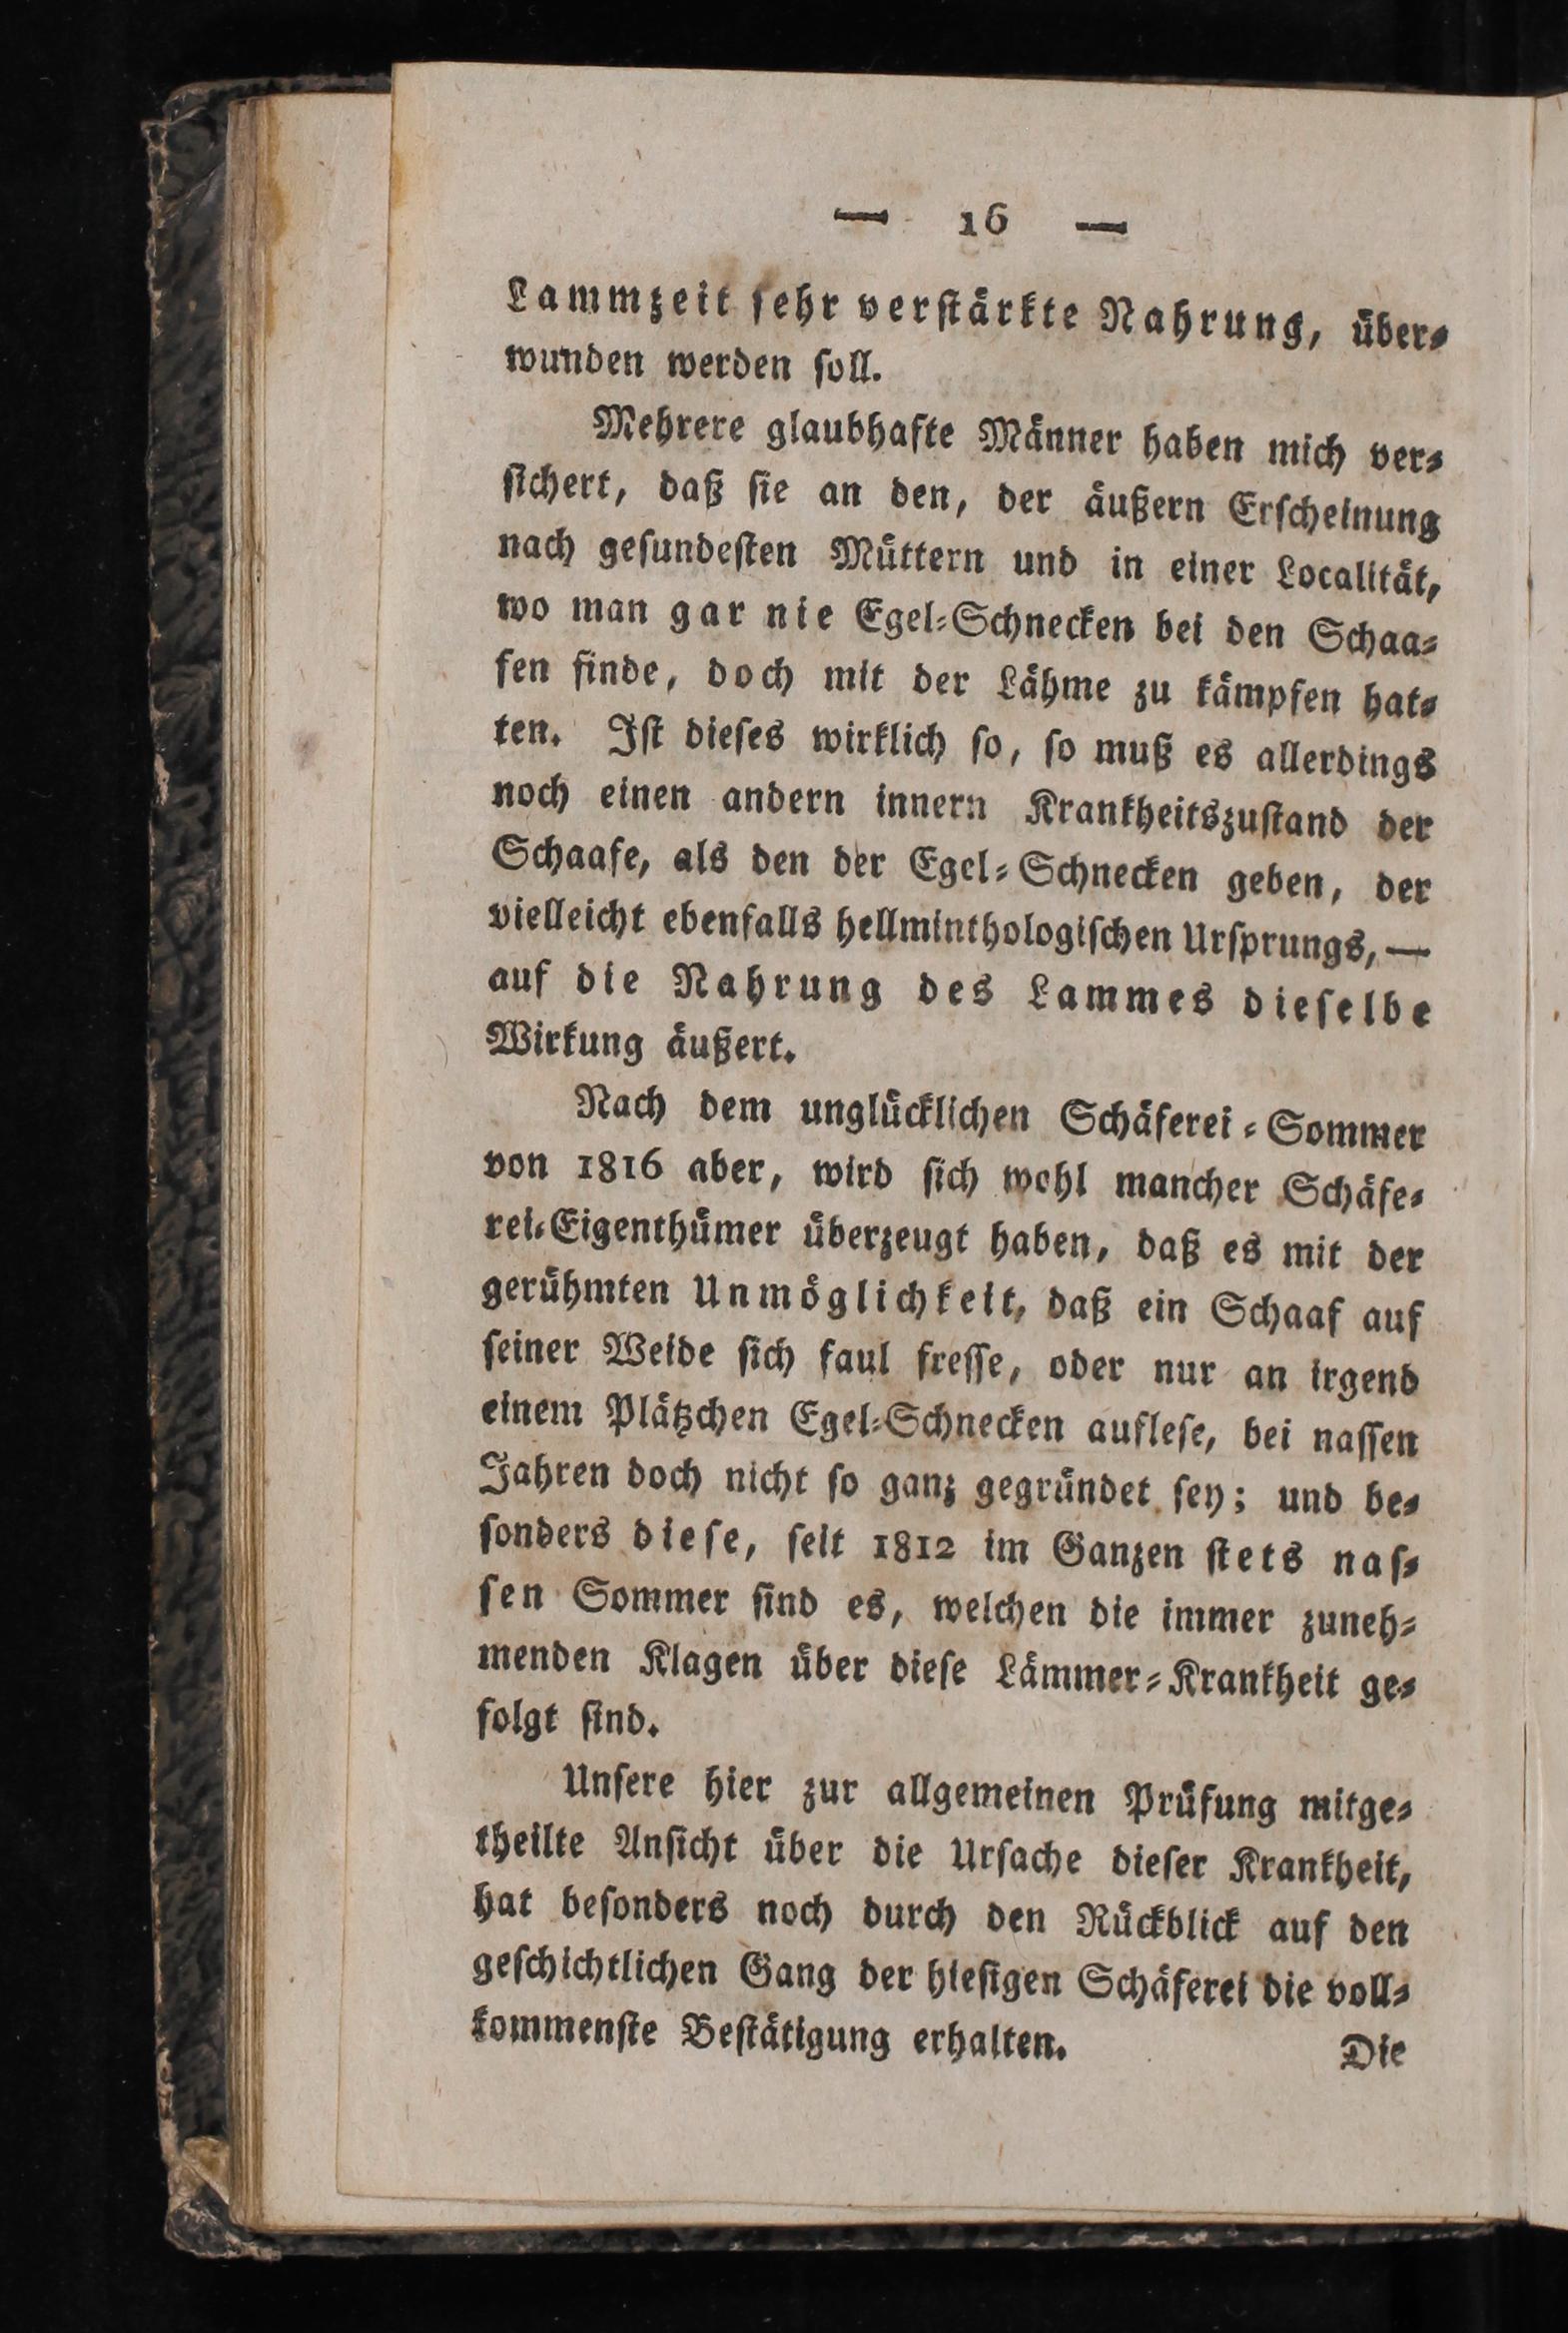 — 16 —
Lammzeit ſehr verſtärkte Nahrung, über⸗
wunden werden ſoll.
Mehrere glaubhafte Männer haben mich ver⸗
ſichert, daß ſie an den, der äußern Erſcheinung
nach geſundeſten Müttern und in einer Localität,
wo man gar nie Egel⸗Schnecken bei den Schaa⸗
fen finde, doch mit der Lähme zu kämpfen hat⸗
ten. Iſt dieſes wirklich ſo, ſo muß es allerdings
noch einen andern innern Krankheitszuſtand der
Schaafe, als den der Egel⸗Schnecken geben, der
vielleicht ebenfalls hellminthologiſchen Urſprungs, —
auf die Nahrung des Lammes dieſelbe
Wirkung äußert.
Nach dem unglücklichen Schäferei⸗Sommer
von 1816 aber, wird ſich wohl mancher Schäfe⸗
rei⸗Eigenthümer überzeugt haben, daß es mit der
gerühmten Unmöglichkeit, daß ein Schaaf auf
ſeiner Weide ſich faul freſſe, oder nur an irgend
einem Plätzchen Egel⸗Schnecken aufleſe, bei naſſen
Jahren doch nicht ſo ganz gegründet ſey; und be⸗
ſonders dieſe, ſeit 1812 im Ganzen ſtets naſ⸗
ſen Sommer ſind es, welchen die immer zuneh⸗
menden Klagen über dieſe Lämmer⸗Krankheit ge⸗
folgt ſind.
Unſere hier zur allgemeinen Prüfung mitge⸗
theilte Anſicht über die Urſache dieſer Krankheit,
hat beſonders noch durch den Rückblick auf den
geſchichtlichen Gang der hieſigen Schäferei die voll⸗
kommenſte Beſtätigung erhalten.
Die